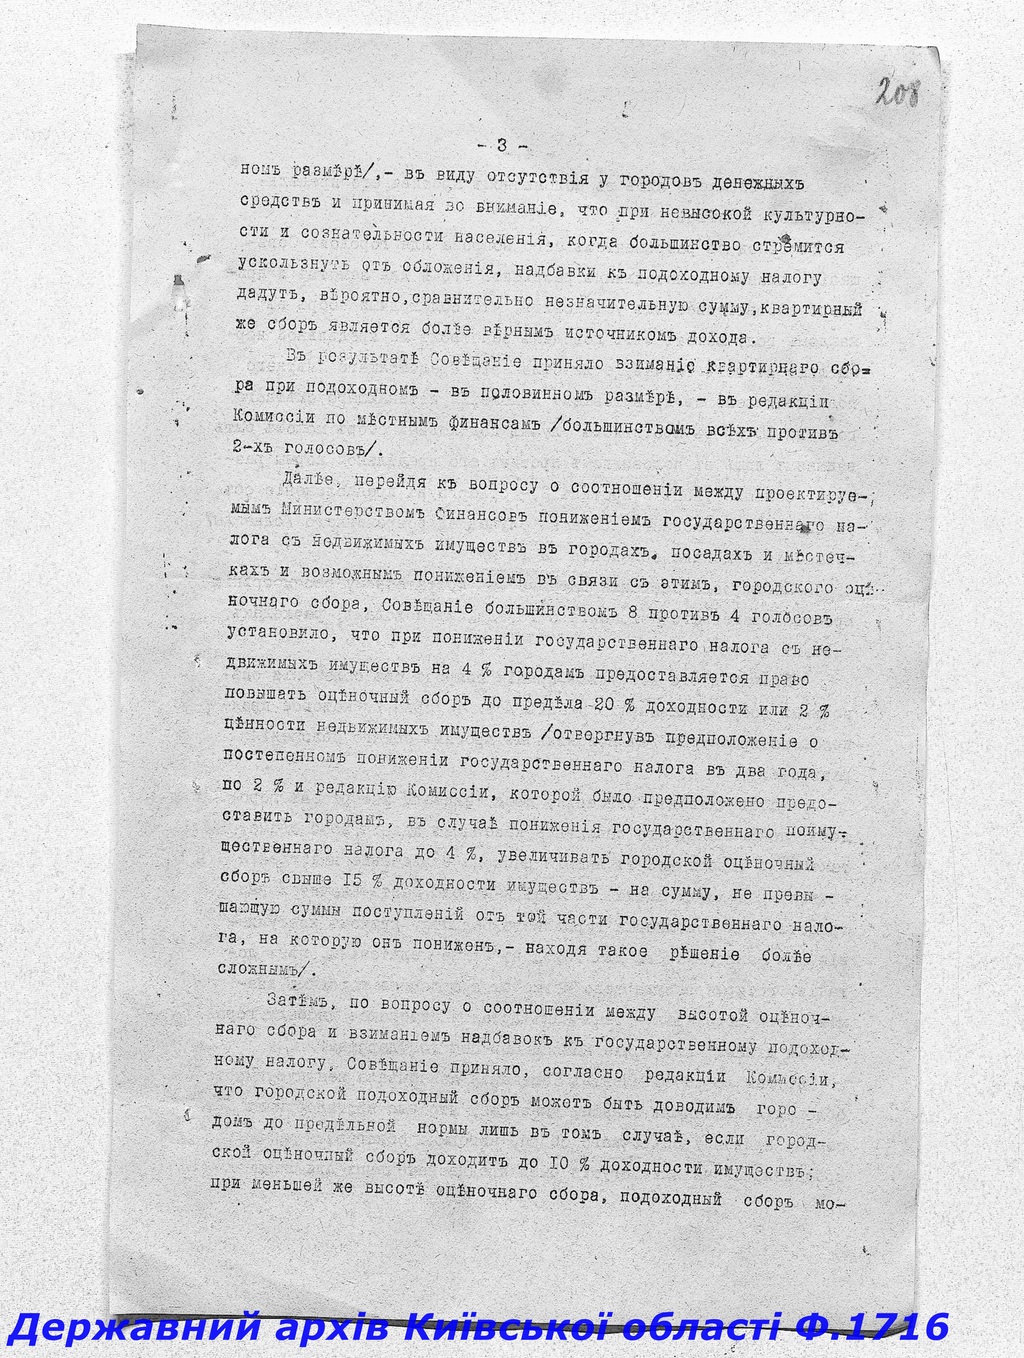 208
- 3 -
номъ размѣрѣ/,- въ виду отсутствія у городовъ денежныхъ
средствъ и принимая во вниманіе, что при невысокой культурно-
сти и сознательности населенія, когда большинство стремится
ускользнуть отъ обложенія, надбавки къ подоходному налогу
дадутъ, вѣроятно, сравнительно незначительную сумму, квартирный
же сборъ является болѣе вѣрнымъ источникомъ дохода.
Въ результатѣ Совѣщаніе приняло взиманіе квартирнаго сбо-
ра при подоходномъ - въ половинномъ размѣрѣ, - въ редакціи
Комиссіи по мѣстнымъ финансамъ /большинствомъ всѣхъ противъ
2-хъ голосовъ/.
Далѣе, перейдя къ вопросу о соотношеніи между проектируе-
мымъ Министерствомъ Финансовъ пониженіемъ государственнаго на-
лога съ недвижимыхъ имуществъ въ городахъ, посадахъ и мѣстеч-
кахъ и возможнымъ пониженіемъ въ связи съ этимъ, городского оцѣ-
ночнаго сбора, Совѣщаніе большинствомъ 8 противъ 4 голосовъ
установило, что при пониженіи государственнаго налога съ не-
движимыхъ имуществъ на 4 % городамъ предоставляется право
повышать оцѣночный сборъ до предѣла 20 % доходности или 2 %
цѣнности недвижимыхъ имуществъ /отвергнувъ предположеніе о
постепенномъ пониженіи государственнаго налога въ два года,
по 2 % и редакцію Комиссіи, которой было предположено предо-
ставить городамъ, въ случаѣ пониженія государственнаго поиму-
щественнаго налога до 4 %, увеличивать городской оцѣночный
сборъ свыше 15 % доходности имуществъ - на сумму, не превы -
шающую суммы поступленій отъ той части государственнаго нало-
га, на которую онъ пониженъ,- находя такое рѣшеніе болѣе
сложнымъ/.
Затѣмъ, по вопросу о соотношеніи между высотой оцѣноч-
наго сбора и взиманіемъ надбавокъ къ государственному подоход-
ному налогу, Совѣщаніе приняло, согласно редакціи Комиссіи,
что городской подоходный сборъ можетъ быть доводимъ горо -
домъ до предѣльной нормы лишь въ томъ случаѣ, если город-
ской оцѣночный сборъ доходитъ до 10 % доходности имуществъ;
при меньшей же высотѣ оцѣночнаго сбора, подоходный сборъ мо-
Державний архів Київської області Ф.1716